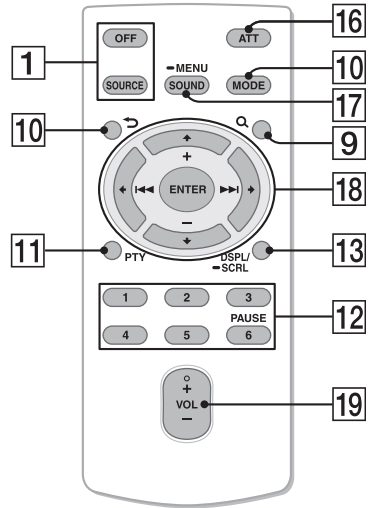 OFF
ATT
16
1
- MENU
10
SOURCE
SOUND
MODE
17
10
9
+
ENTER
18
-
11
PTY
DSPL/
- SCRL
13
1
2
3
12
PAUSE
4
5
6
+
VOL
19
-